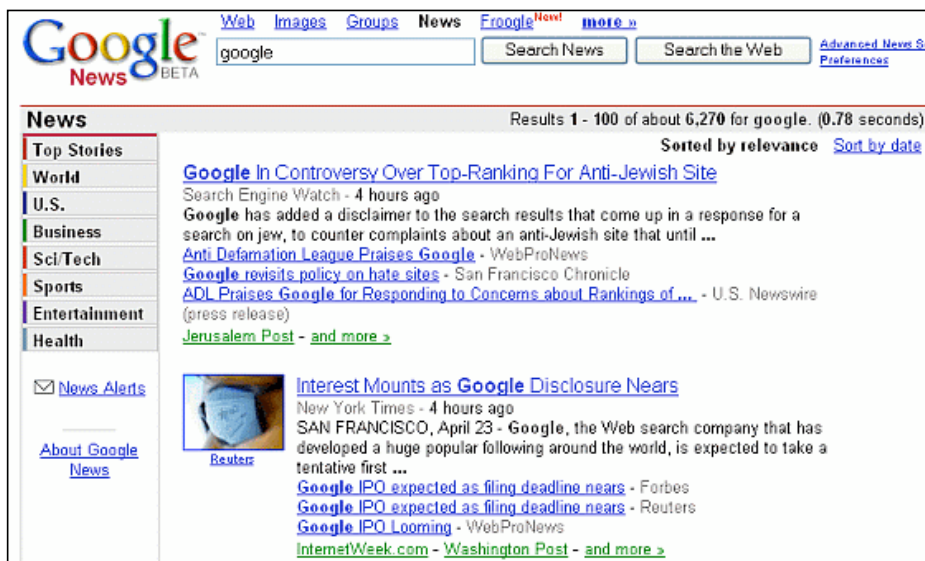 Web Images Groups News Froogle New! more »
Google News BETA
google Search News Search the Web Advanced News S
Preferences
News Results 1 - 100 of about 6,270 for google. (0.78 seconds)
Sorted by relevance Sort by date
Top Stories
World
U.S.
Business
Sci/Tech
Sports
Entertainment
Health
News Alerts
About Google
News
Google In Controversy Over Top-Ranking For Anti-Jewish Site
Search Engine Watch - 4 hours ago
Google has added a disclaimer to the search results that come up in a response for a
search on jew, to counter complaints about an anti-Jewish site that until ...
Anti Defamation League Praises Google - WebProNews
Google revisits policy on hate sites - San Francisco Chronicle
ADL Praises Google for Responding to Concerns about Rankings of ... - U.S. Newswire
(press release)
Jerusalem Post - and more »
Interest Mounts as Google Disclosure Nears
New York Times - 4 hours ago
SAN FRANCISCO, April 23 - Google, the Web search company that has
developed a huge popular following around the world, is expected to take a
tentative first ...
Google IPO expected as filing deadline nears - Forbes
Google IPO expected as filing deadline nears - Reuters
Google IPO Looming - WebProNews
InternetWeek.com - Washington Post - and more »
Reuters